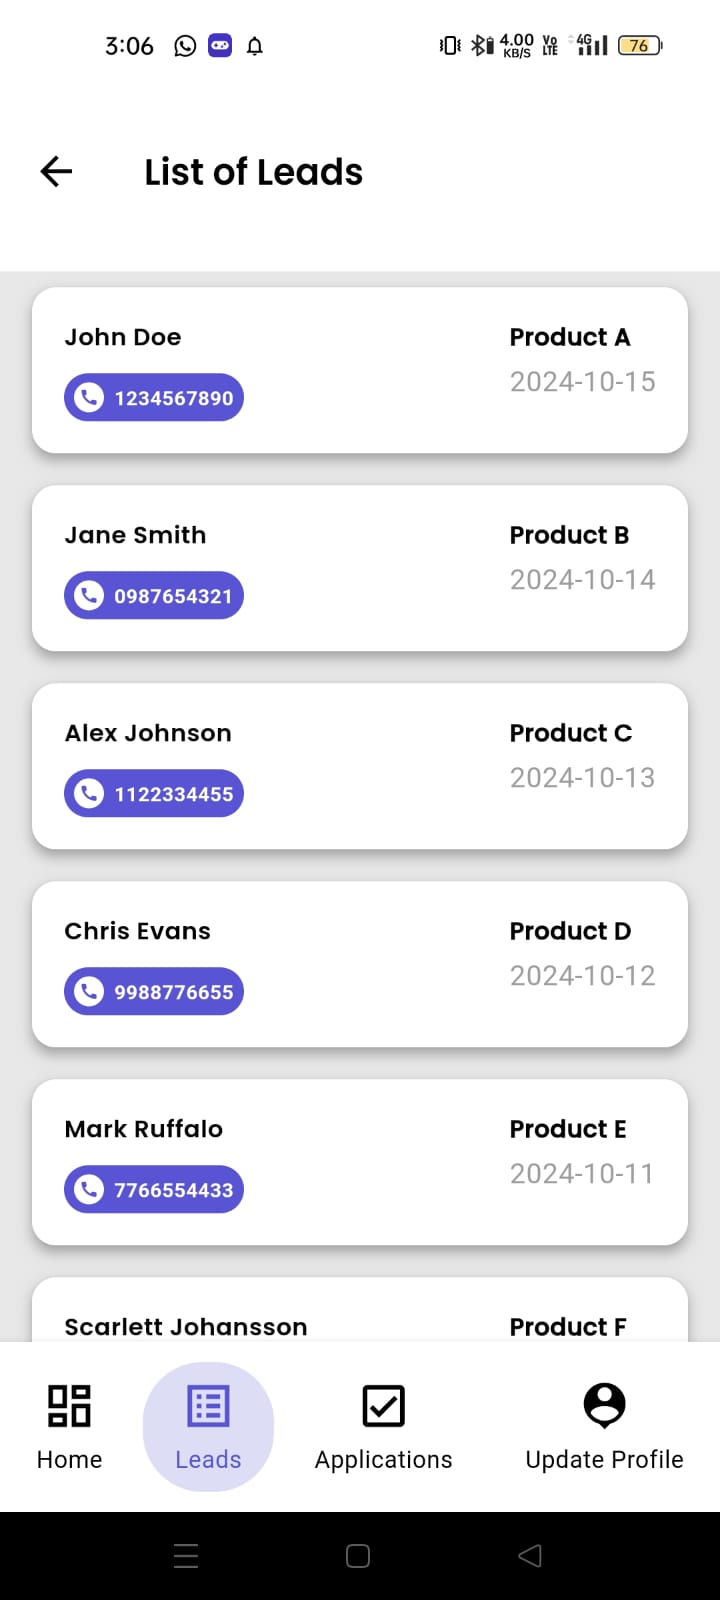 3:06 4.00 KB/S Vo LTE 4G 76
List of Leads
John Doe Product A
1234567890 2024-10-15
Jane Smith Product B
0987654321 2024-10-14
Alex Johnson Product C
1122334455 2024-10-13
Chris Evans Product D
9988776655 2024-10-12
Mark Ruffalo Product E
7766554433 2024-10-11
Scarlett Johansson Product F
Home Leads Applications Update Profile